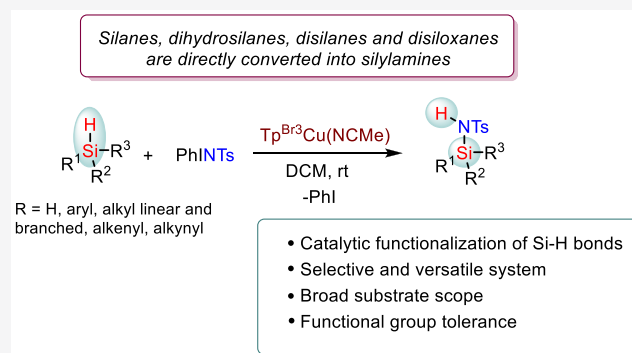 Silanes, dihydrosilanes, disilanes and disiloxanes
are directly converted into silylamines
H
Si
R¹
R²
R³
+
PhINTs
TpBr3Cu(NCMe)
DCM, rt
-PhI
H
NTs
Si
R¹
R²
R³
R = H, aryl, alkyl linear and
branched, alkenyl, alkynyl
• Catalytic functionalization of Si-H bonds
• Selective and versatile system
• Broad substrate scope
• Functional group tolerance